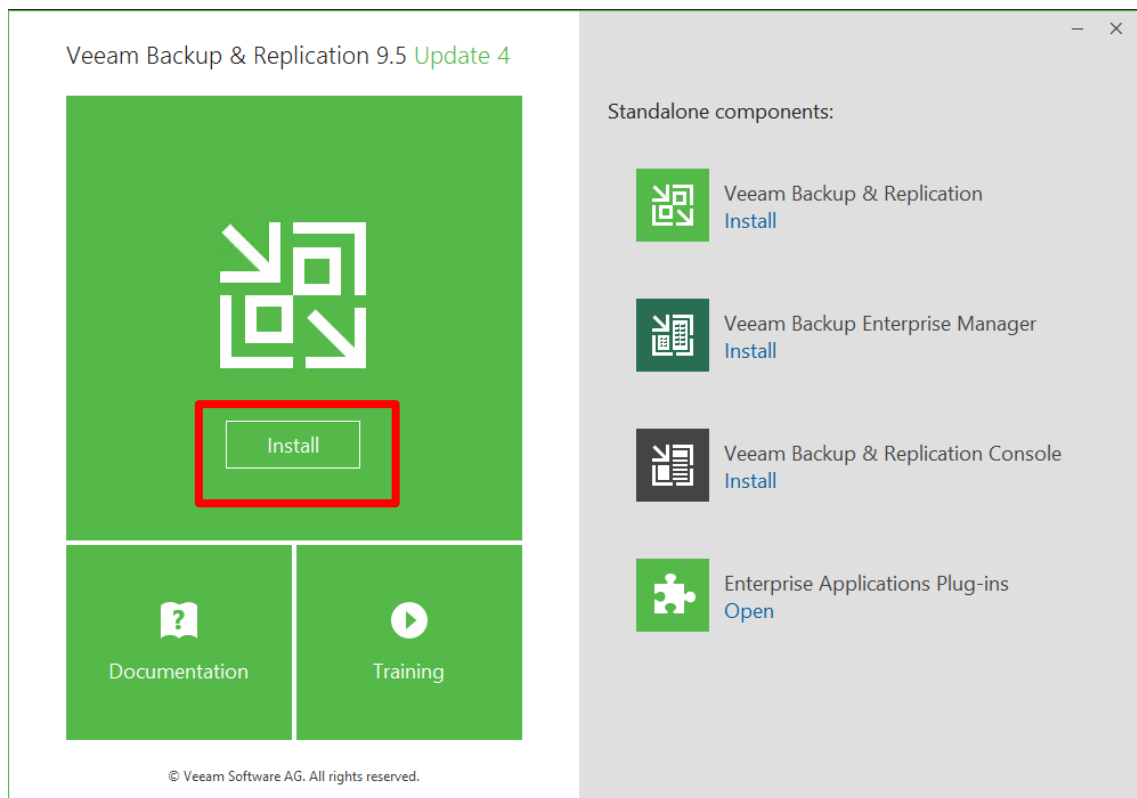 Veeam Backup & Replication 9.5 Update 4
Install
Documentation
Training
© Veeam Software AG. All rights reserved.
Standalone components:
Veeam Backup & Replication
Install
Veeam Backup Enterprise Manager
Install
Veeam Backup & Replication Console
Install
Enterprise Applications Plug-ins
Open